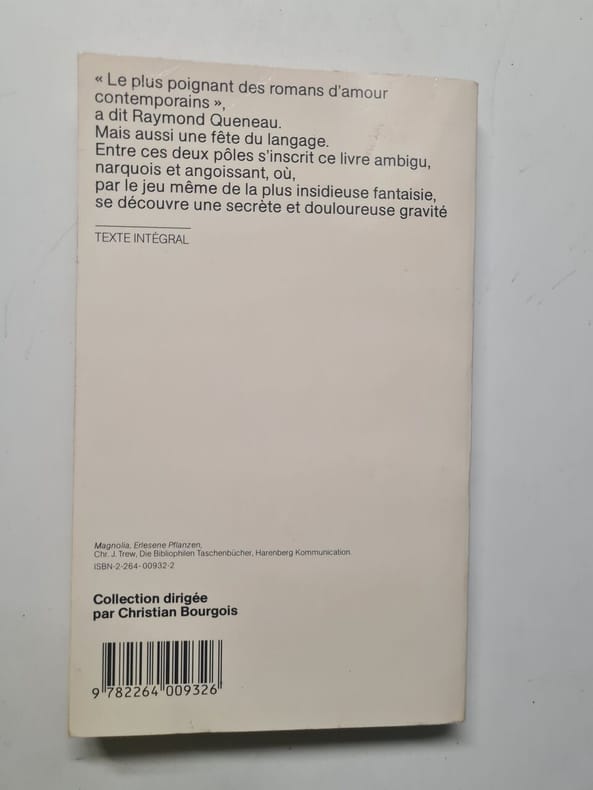 « Le plus poignant des romans d'amour
contemporains »,
a dit Raymond Queneau.
Mais aussi une fête du langage.
Entre ces deux pôles s'inscrit ce livre ambigu,
narquois et angoissant, où,
par le jeu même de la plus insidieuse fantaisie,
se découvre une secrète et douloureuse gravité
TEXTE INTÉGRAL
Magnolia, Erlesene Pflanzen,
Chr. J. Trew, Die Bibliophilen Taschenbücher, Harenberg Kommunication.
ISBN-2-264-00932-2
Collection dirigée
par Christian Bourgois
9 782264 009326